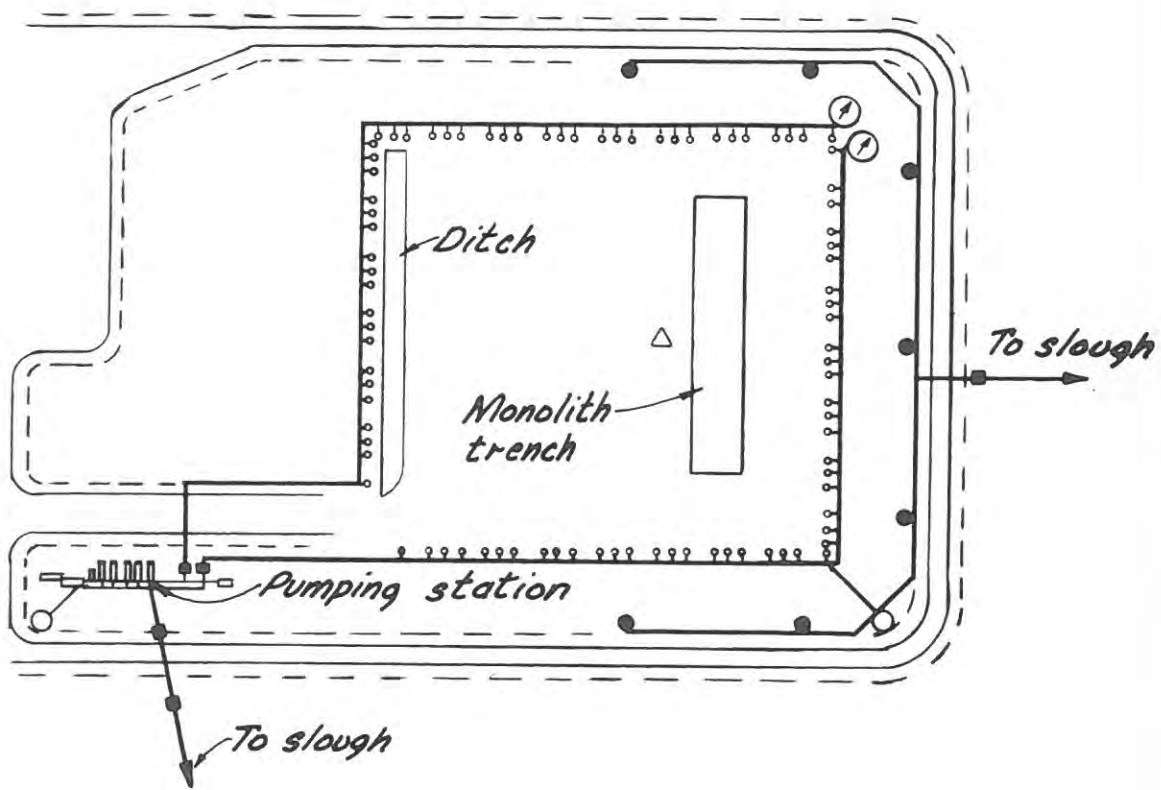 Ditch
To slough
Monolith
trench
Pumping station
To slough